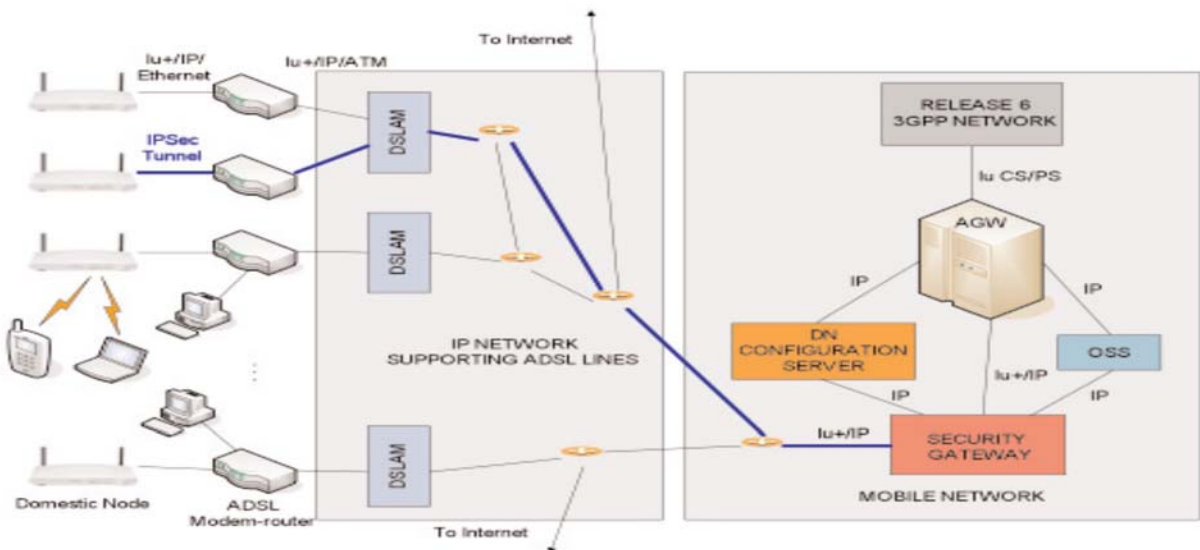 To Internet
Iu+/IP/
Ethernet
Iu+/IP/ATM
DSLAM
RELEASE 6
3GPP NETWORK
IPSec
Tunnel
Iu CS/PS
AGW
DSLAM
IP
IP
IP NETWORK
SUPPORTING ADSL LINES
DN
CONFIGURATION
SERVER
OSS
Iu+/IP
IP
IP
Iu+/IP
SECURITY
GATEWAY
DSLAM
MOBILE NETWORK
Domestic Node
ADSL
Modem-router
To Internet